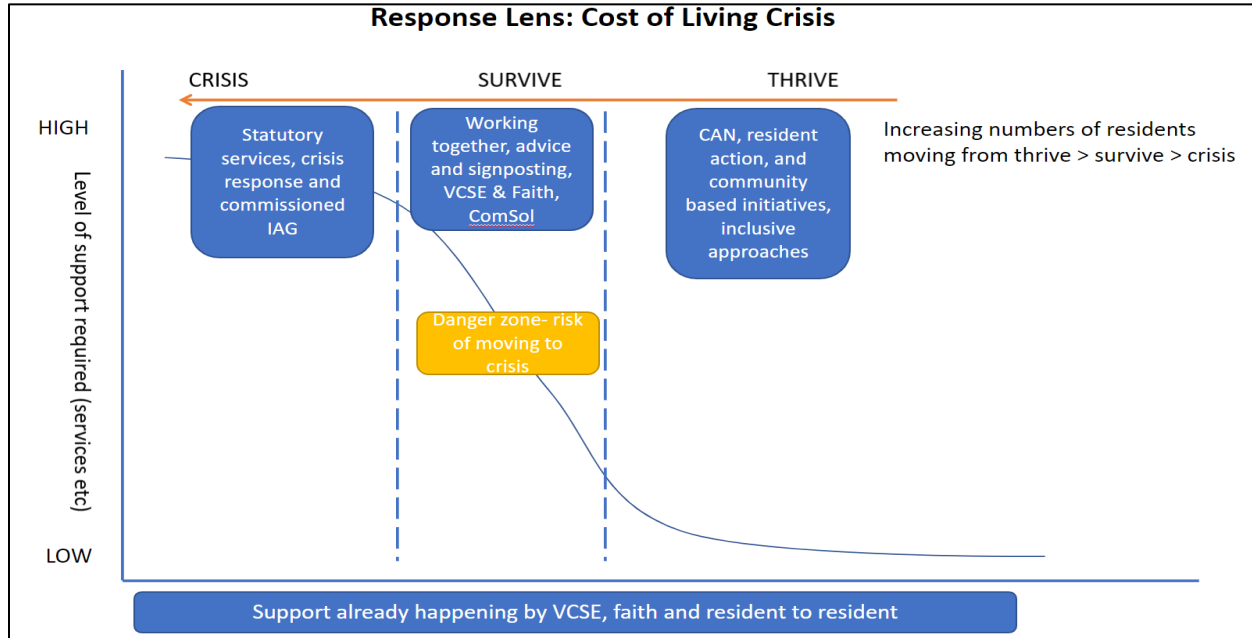 Response Lens: Cost of Living Crisis
CRISIS
SURVIVE
THRIVE
HIGH
Level of support required (services etc)
LOW
Statutory
services, crisis
response and
commissioned
IAG
Working
together, advice
and signposting,
VCSE & Faith,
ComSol
CAN, resident
action, and
community
based initiatives,
inclusive
approaches
Increasing numbers of residents
moving from thrive > survive > crisis
Danger zone- risk
of moving to
crisis
Support already happening by VCSE, faith and resident to resident